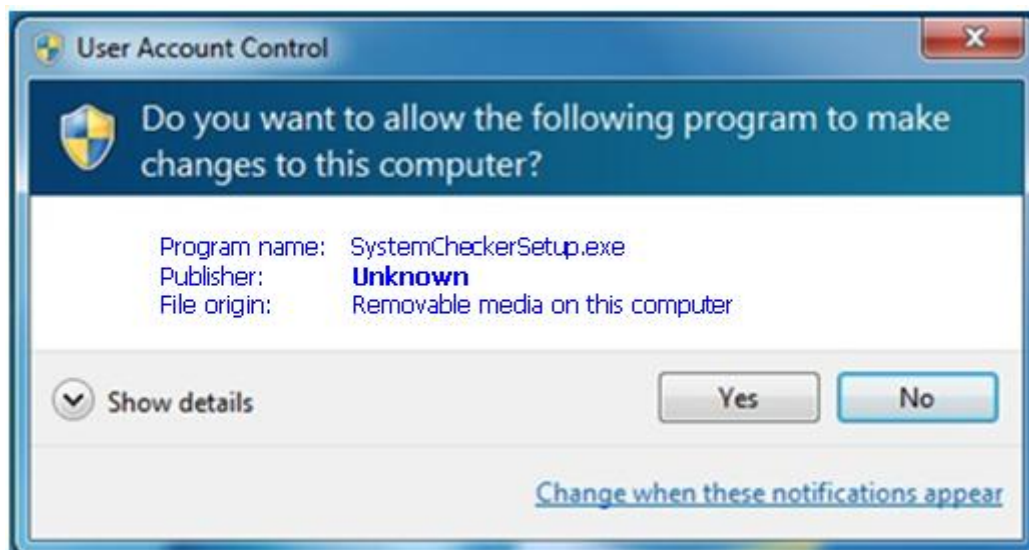 User Account Control
Do you want to allow the following program to make
changes to this computer?
Program name: SystemCheckerSetup.exe
Publisher: Unknown
File origin: Removable media on this computer
Show details
Yes
No
Change when these notifications appear